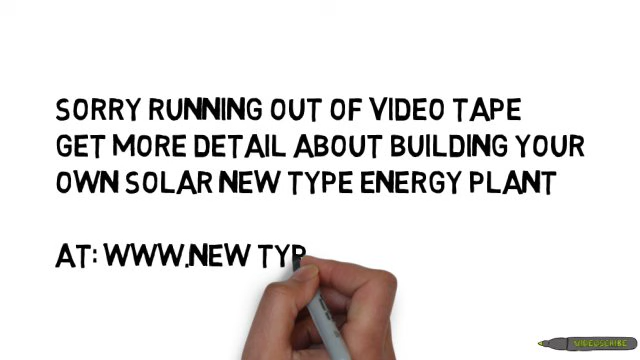 SORRY RUNNING OUT OF VIDEO TAPE
GET MORE DETAIL ABOUT BUILDING YOUR
OWN SOLAR NEW TYPE ENERGY PLANT
AT: WWW.NEW TYP
VIDEOSCRIBE